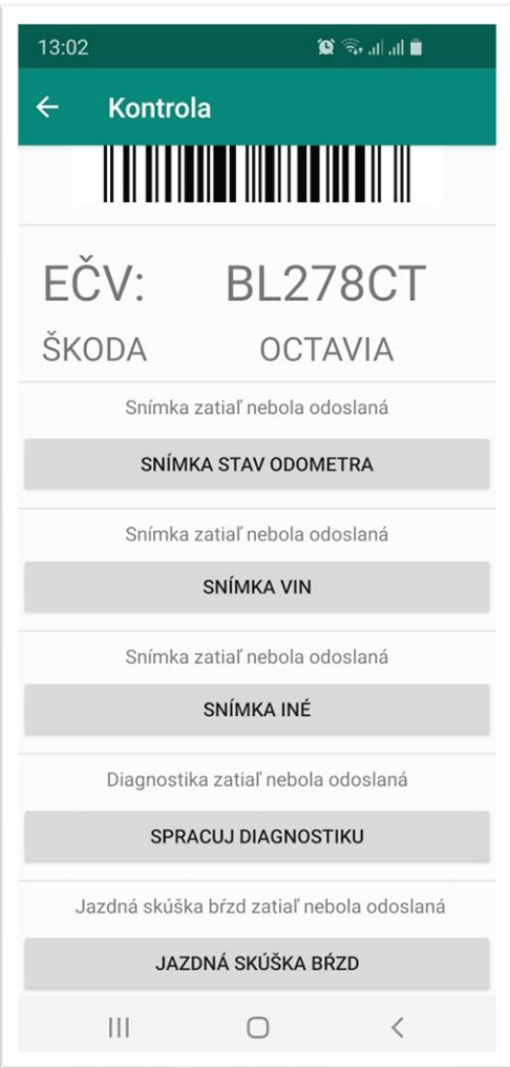 13:02
Kontrola
EČV: BL278CT
ŠKODA OCTAVIA
Snímka zatiaľ nebola odoslaná
SNÍMKA STAV ODOMETRA
Snímka zatiaľ nebola odoslaná
SNÍMKA VIN
Snímka zatiaľ nebola odoslaná
SNÍMKA INÉ
Diagnostika zatiaľ nebola odoslaná
SPRACUJ DIAGNOSTIKU
Jazdná skúška bŕzd zatiaľ nebola odoslaná
JAZDNÁ SKÚŠKA BŔZD